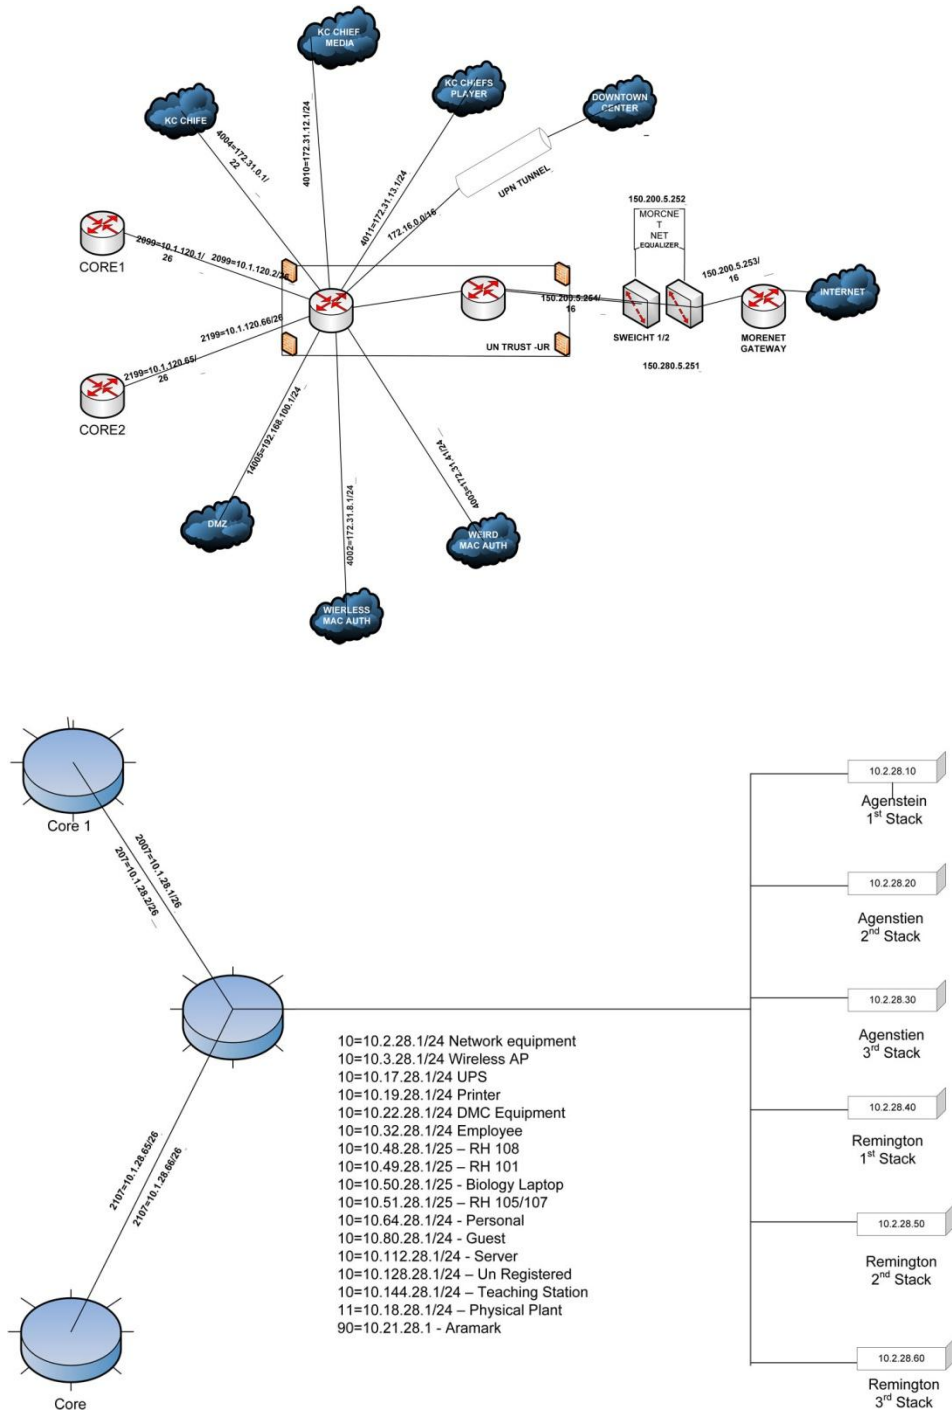 KC CHIEF
MEDIA
KC CHIEFS
PLAYER
KC CHIFE
DOWNTOWN
CENTER
4004=172.31.0.1/
22
4010=172.31.12.1/24
4011=172.31.13.1/24
172.16.0.0/16
UPN TUNNEL
150.200.5.252
MORCNE
T
NET
EQUALIZER
CORE1
2099=10.1.120.1/
26
2099=10.1.120.2/26
150.200.5.253/
16
INTERNET
150.200.5.254/
16
2199=10.1.120.66/26
UN TRUST -UR
SWEICHT 1/2
MORENET
GATEWAY
150.280.5.251
2199=10.1.120.65/
26
CORE2
14005=192.168.100.1/24
4002=172.31.8.1/24
4003=172.31.41/24
DMZ
WEIRD
MAC AUTH
WIERLESS
MAC AUTH
Core 1
2007=10.1.28.1/26
207=10.1.28.2/26
2107=10.1.28.65/26
2107=10.1.28.66/26
Core
10=10.2.28.1/24 Network equipment
10=10.3.28.1/24 Wireless AP
10=10.17.28.1/24 UPS
10=10.19.28.1/24 Printer
10=10.22.28.1/24 DMC Equipment
10=10.32.28.1/24 Employee
10=10.48.28.1/25 – RH 108
10=10.49.28.1/25 – RH 101
10=10.50.28.1/25 - Biology Laptop
10=10.51.28.1/25 – RH 105/107
10=10.64.28.1/24 - Personal
10=10.80.28.1/24 - Guest
10=10.112.28.1/24 - Server
10=10.128.28.1/24 – Un Registered
10=10.144.28.1/24 – Teaching Station
11=10.18.28.1/24 – Physical Plant
90=10.21.28.1 - Aramark
10.2.28.10
Agenstein
1st Stack
10.2.28.20
Agenstien
2nd Stack
10.2.28.30
Agenstien
3rd Stack
10.2.28.40
Remington
1st Stack
10.2.28.50
Remington
2nd Stack
10.2.28.60
Remington
3rd Stack